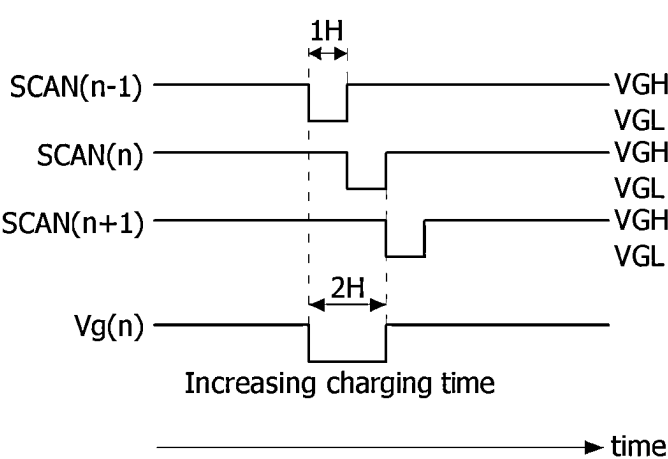 1H
SCAN(n-1)
VGH
VGL
SCAN(n)
VGH
VGL
SCAN(n+1)
VGH
VGL
2H
Vg(n)
Increasing charging time
time